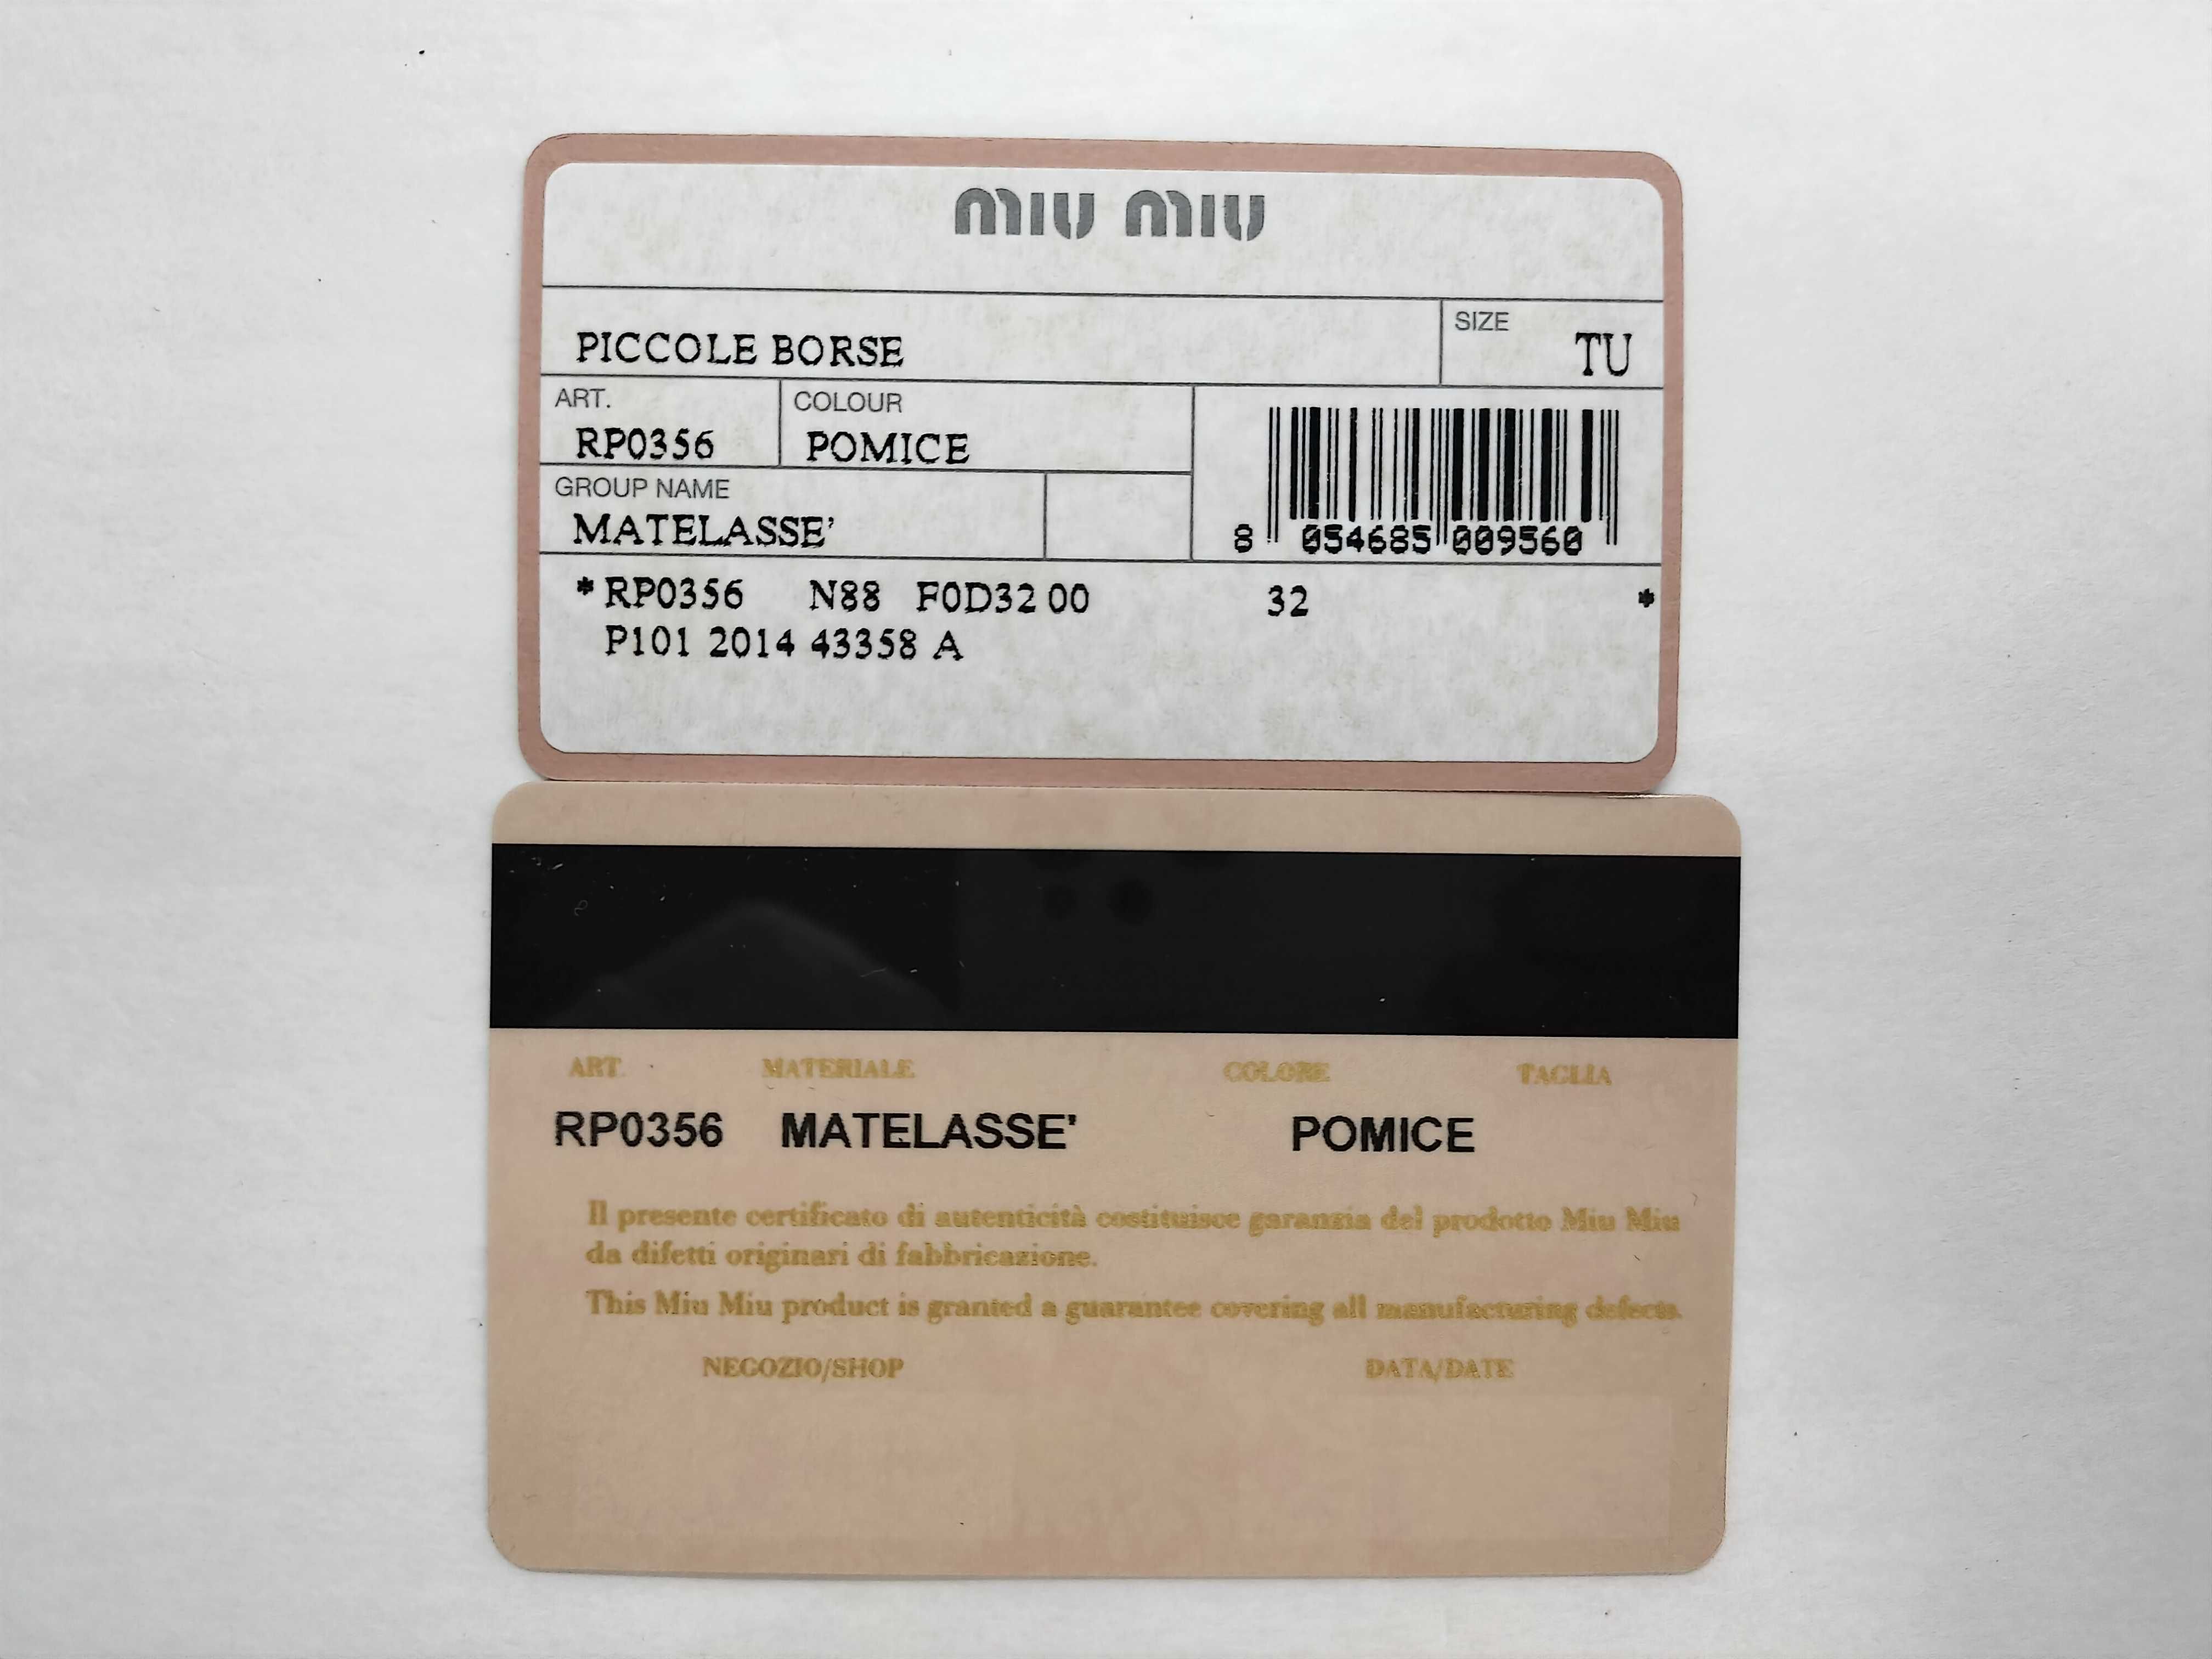 miu miu
PICCOLE BORSE
SIZE
TU
ART.
COLOUR
RP0356
POMICE
GROUP NAME
MATELASSE'
8 054685 009560
* RP0356 N88 F0D32 00 32 *
P101 2014 43358 A
ART. MATERIALE COLORE TAGLIA
RP0356 MATELASSE' POMICE
Il presente certificato di autenticità costituisce garanzia del prodotto Miu Miu
da difetti originari di fabbricazione.
This Miu Miu product is granted a guarantee covering all manufacturing defects.
NEGOZIO/SHOP DATA/DATE